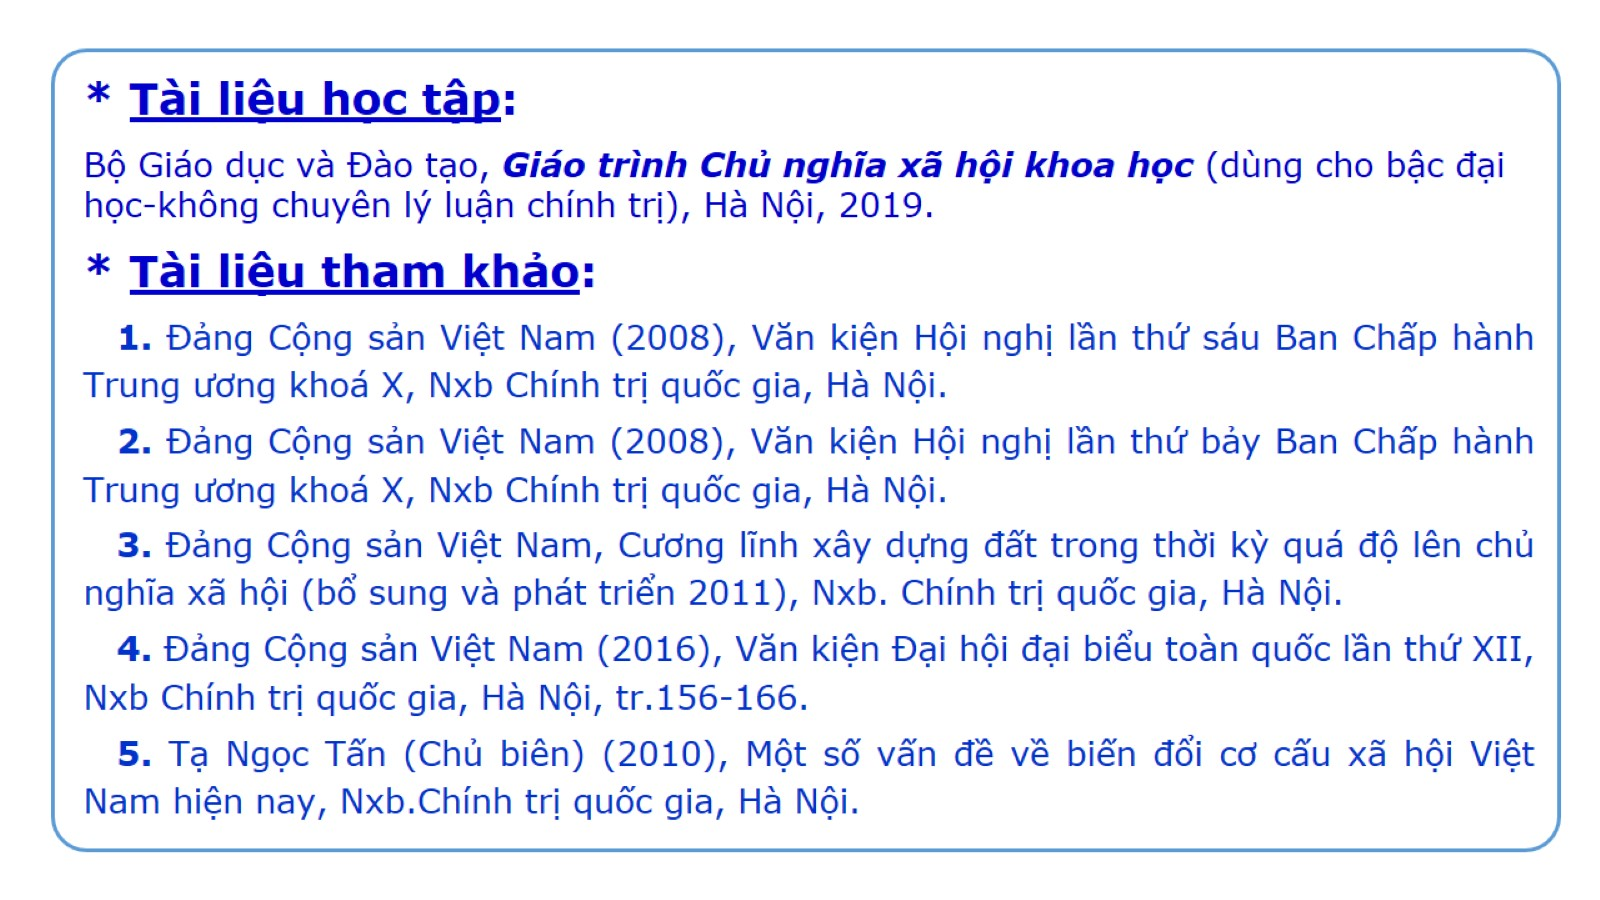 * Tài liệu học tập:
Bộ Giáo dục và Đào tạo, Giáo trình Chủ nghĩa xã hội khoa học (dùng cho bậc đại
học-không chuyên lý luận chính trị), Hà Nội, 2019.
* Tài liệu tham khảo:
1. Đảng Cộng sản Việt Nam (2008), Văn kiện Hội nghị lần thứ sáu Ban Chấp hành
Trung ương khoá X, Nxb Chính trị quốc gia, Hà Nội.
2. Đảng Cộng sản Việt Nam (2008), Văn kiện Hội nghị lần thứ bảy Ban Chấp hành
Trung ương khoá X, Nxb Chính trị quốc gia, Hà Nội.
3. Đảng Cộng sản Việt Nam, Cương lĩnh xây dựng đất trong thời kỳ quá độ lên chủ
nghĩa xã hội (bổ sung và phát triển 2011), Nxb. Chính trị quốc gia, Hà Nội.
4. Đảng Cộng sản Việt Nam (2016), Văn kiện Đại hội đại biểu toàn quốc lần thứ XII,
Nxb Chính trị quốc gia, Hà Nội, tr.156-166.
5. Tạ Ngọc Tấn (Chủ biên) (2010), Một số vấn đề về biến đổi cơ cấu xã hội Việt
Nam hiện nay, Nxb.Chính trị quốc gia, Hà Nội.